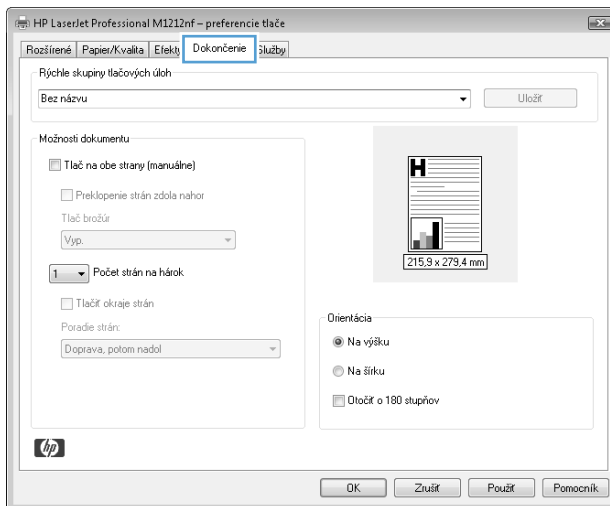 HP LaserJet Professional M1212nf – preferencie tlače
Rozšírené Papier/Kvalita Efekty Dokončenie Služby
Rýchle skupiny tlačových úloh
Bez názvu Uložiť
Možnosti dokumentu
Tlač na obe strany (manuálne)
Preklopenie strán zdola nahor
Tlač brožúr
Vyp.
1 Počet strán na hárok
Tlačiť okraje strán
Poradie strán:
Doprava, potom nadol
H
215,9 x 279,4 mm
Orientácia
Na výšku
Na šírku
Otočiť o 180 stupňov
hp
OK Zrušiť Použiť Pomocník